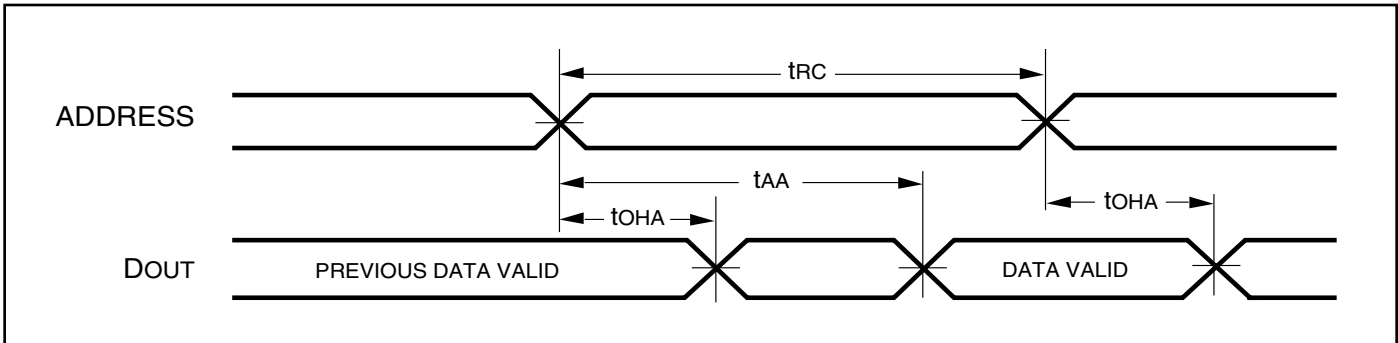 tRC
ADDRESS
tAA
tOHA
tOHA
DOUT
PREVIOUS DATA VALID
DATA VALID